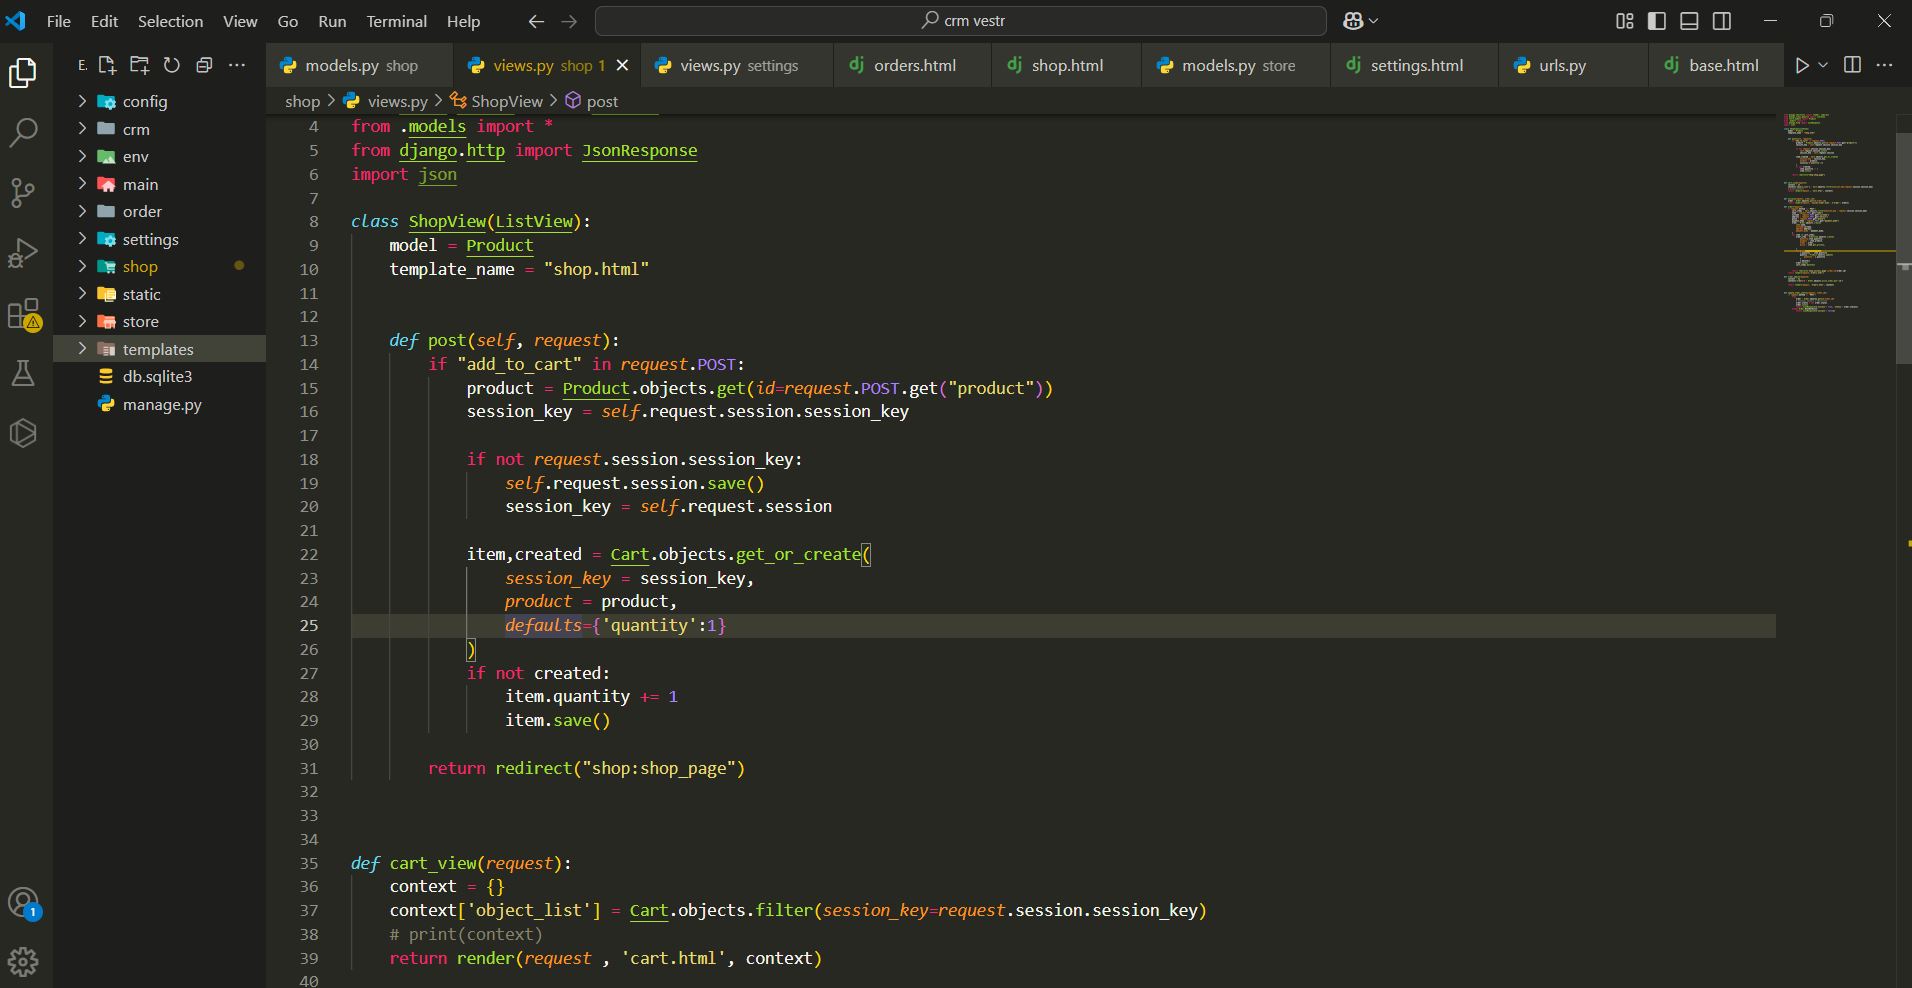 File Edit Selection View Go Run Terminal Help
crm vestr
E.
models.py shop
views.py shop 1
views.py settings
orders.html
shop.html
models.py store
settings.html
urls.py
base.html
shop > views.py > ShopView > post
config
crm
env
main
order
settings
shop
static
store
templates
db.sqlite3
manage.py
1
4 from .models import *
5 from django.http import JsonResponse
6 import json
7
8 class ShopView(ListView):
9 model = Product
10 template_name = "shop.html"
11
12
13 def post(self, request):
14 if "add_to_cart" in request.POST:
15 product = Product.objects.get(id=request.POST.get("product"))
16 session_key = self.request.session.session_key
17
18 if not request.session.session_key:
19 self.request.session.save()
20 session_key = self.request.session
21
22 item,created = Cart.objects.get_or_create(
23 session_key = session_key,
24 product = product,
25 defaults={'quantity':1}
26 )
27 if not created:
28 item.quantity += 1
29 item.save()
30
31 return redirect("shop:shop_page")
32
33
34
35 def cart_view(request):
36 context = {}
37 context['object_list'] = Cart.objects.filter(session_key=request.session.session_key)
38 # print(context)
39 return render(request , 'cart.html', context)
40